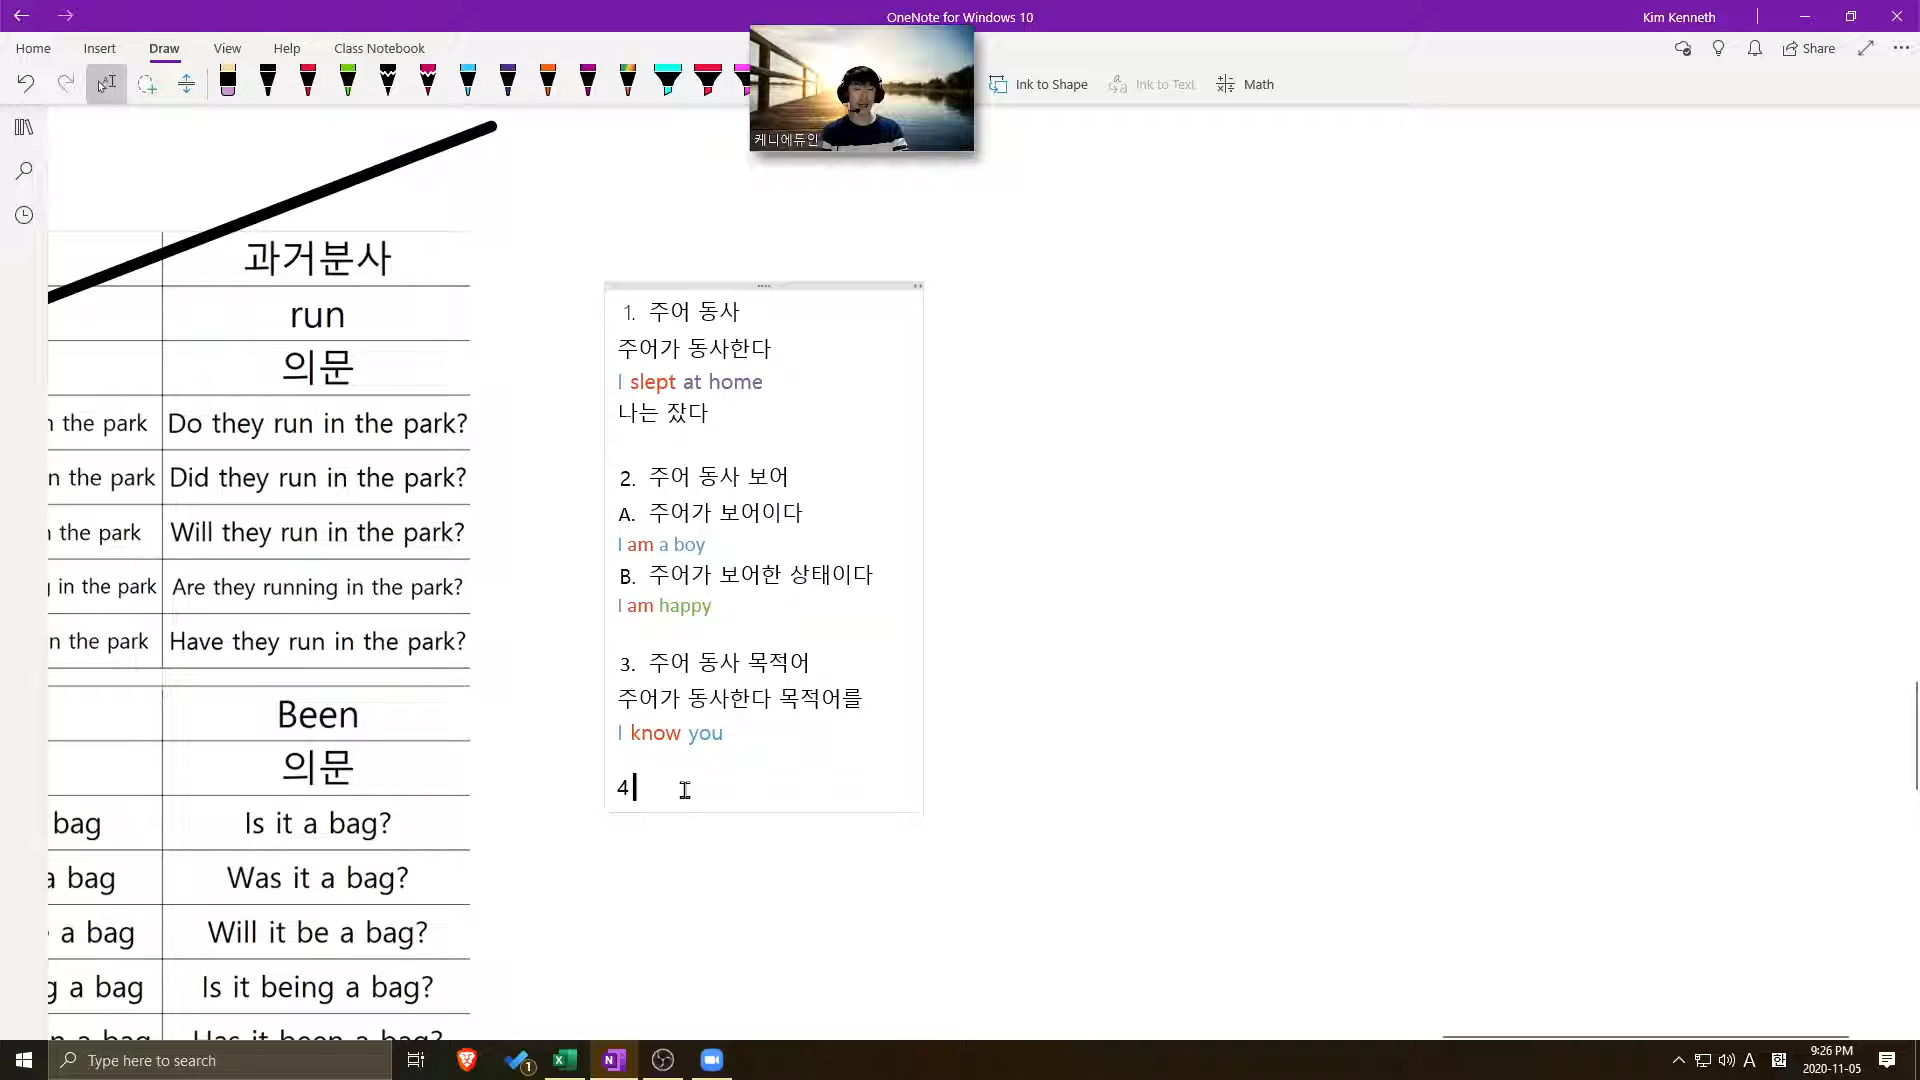 OneNote for Windows 10
Kim Kenneth
Home Insert Draw View Help Class Notebook
Share
Ink to Shape Ink to Text Math
케니에듀인
과거분사
run
의문
the park Do they run in the park?
n the park Did they run in the park?
the park Will they run in the park?
in the park Are they running in the park?
n the park Have they run in the park?
Been
의문
bag Is it a bag?
a bag Was it a bag?
a bag Will it be a bag?
g a bag Is it being a bag?
n a bag Has it been a bag?
1. 주어 동사
주어가 동사한다
I slept at home
나는 잤다
2. 주어 동사 보어
A. 주어가 보어이다
I am a boy
B. 주어가 보어한 상태이다
I am happy
3. 주어 동사 목적어
주어가 동사한다 목적어를
I know you
4
Type here to search
1
A
한
9:26 PM
2020-11-05